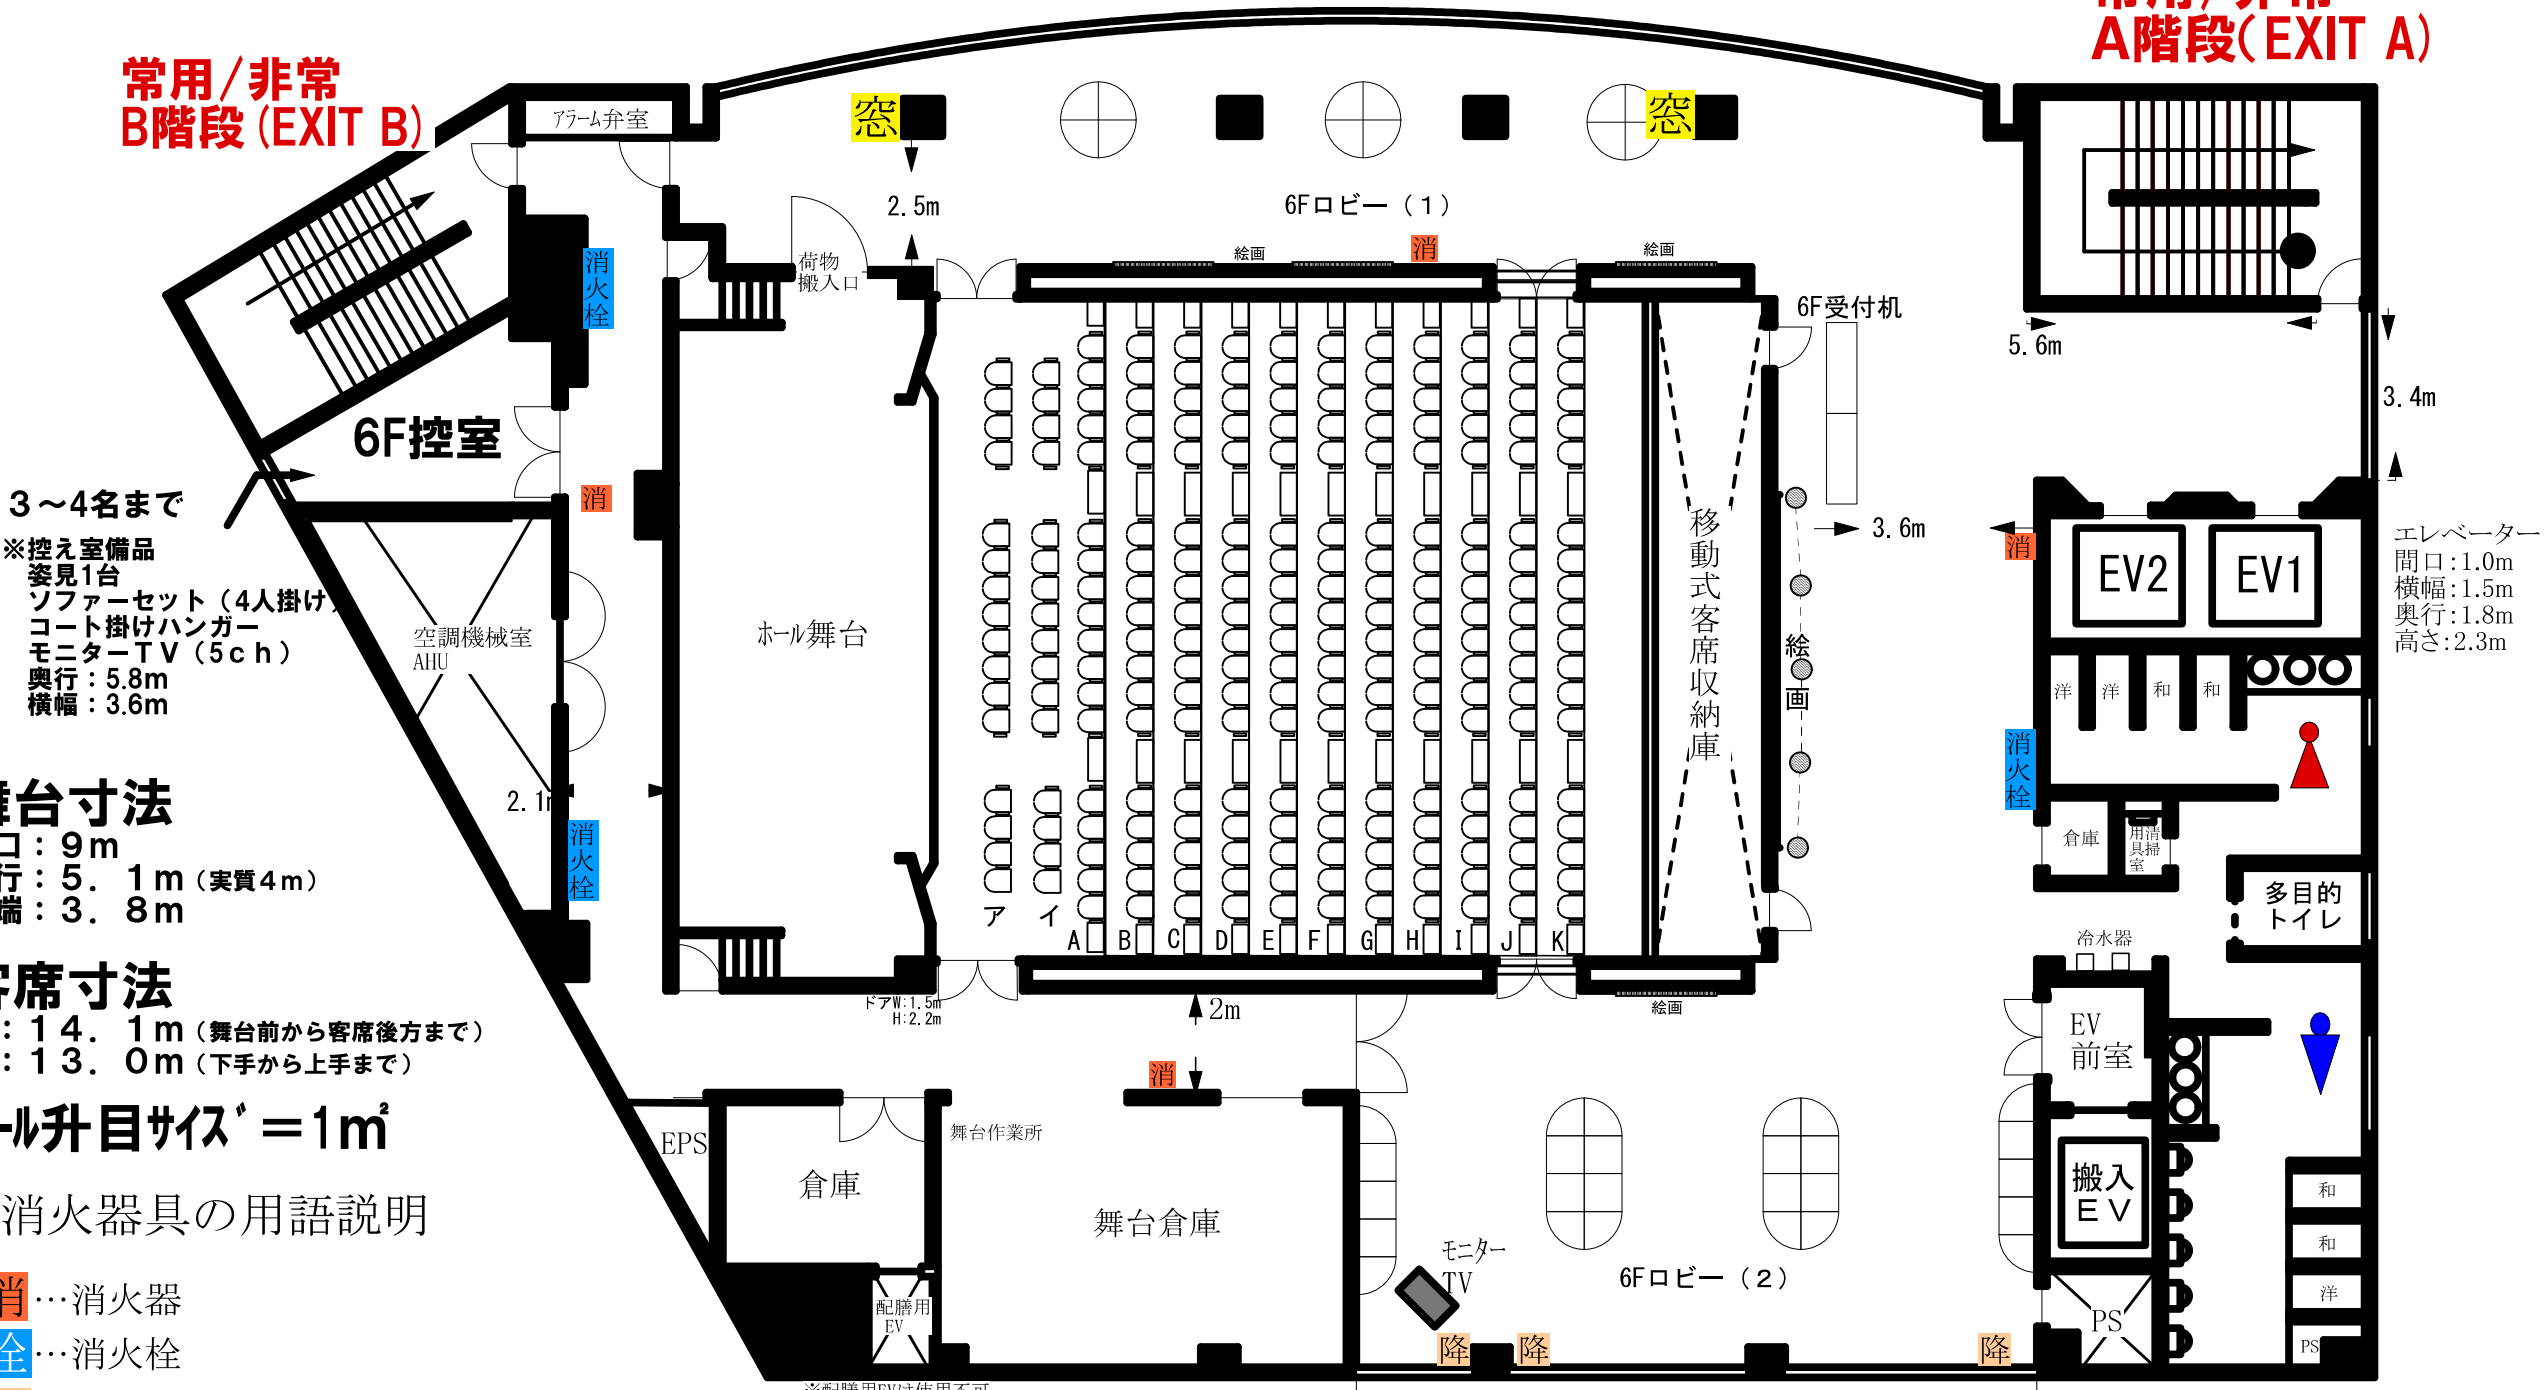 常用/非常
B階段(EXIT B)
A階段(EXIT A)
アラーム弁室
窓
窓
2.5m
6Fロビー（1）
荷物
搬入口
絵画
消
絵画
消火栓
6F受付机
5.6m
3.4m
6F控室
3～4名まで
消
※控え室備品
姿見1台
ソファーセット（4人掛け）
コート掛けハンガー
モニターTV（5ch）
奥行：5.8m
横幅：3.6m
空調機械室
AHU
ホール舞台
移動式客席収納庫
絵画
3.6m
消
EV2
EV1
エレベーター
間口:1.0m
横幅:1.5m
奥行:1.8m
高さ:2.3m
洋
洋
和
和
消火栓
2.1m
消火栓
台寸法
口：9m
行：5.1m（実質4m）
端：3.8m
倉庫
清掃用具室
多目的
トイレ
冷水器
ア
イ
A
B
C
D
E
F
G
H
I
J
K
席寸法
：14.1m（舞台前から客席後方まで）
：13.0m（下手から上手まで）
ドアW:1.5m
H:2.2m
2m
絵画
消
EV
前室
ール升目サイズ＝1㎡
EPS
倉庫
舞台作業所
舞台倉庫
搬入
EV
和
和
洋
PS
PS
消火器具の用語説明
消…消火器
栓…消火栓
配膳用
EV
モニター
TV
6Fロビー（2）
降
降
降
※配膳用EVは使用不可